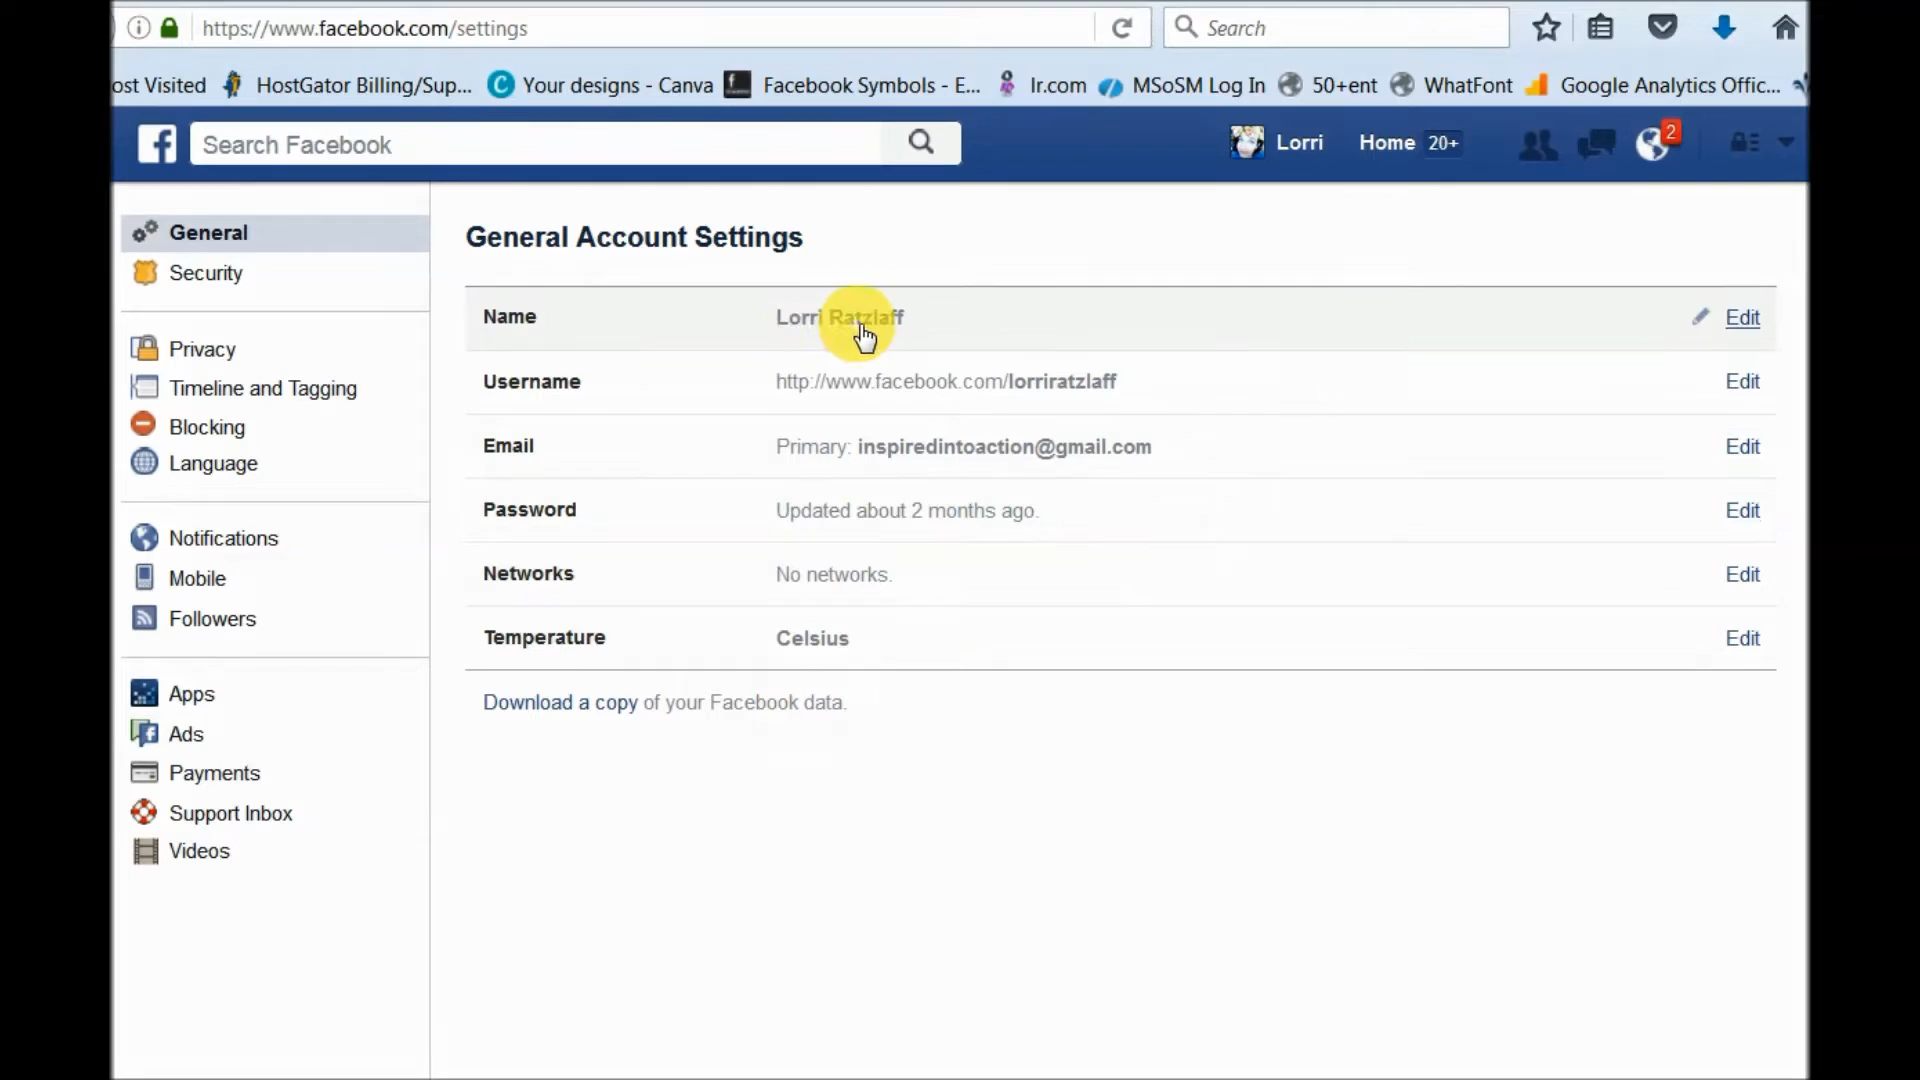 https://www.facebook.com/settings
Search
ost Visited
HostGator Billing/Sup...
Your designs - Canva
Facebook Symbols - E...
lr.com
MSoSM Log In
50+ent
WhatFont
Google Analytics Offic...
Search Facebook
Lorri
Home 20+
2
General
Security
Privacy
Timeline and Tagging
Blocking
Language
Notifications
Mobile
Followers
Apps
Ads
Payments
Support Inbox
Videos
General Account Settings
Name Lorri Ratzlaff Edit
Username http://www.facebook.com/lorriratzlaff Edit
Email Primary: inspiredintoaction@gmail.com Edit
Password Updated about 2 months ago. Edit
Networks No networks. Edit
Temperature Celsius Edit
Download a copy of your Facebook data.